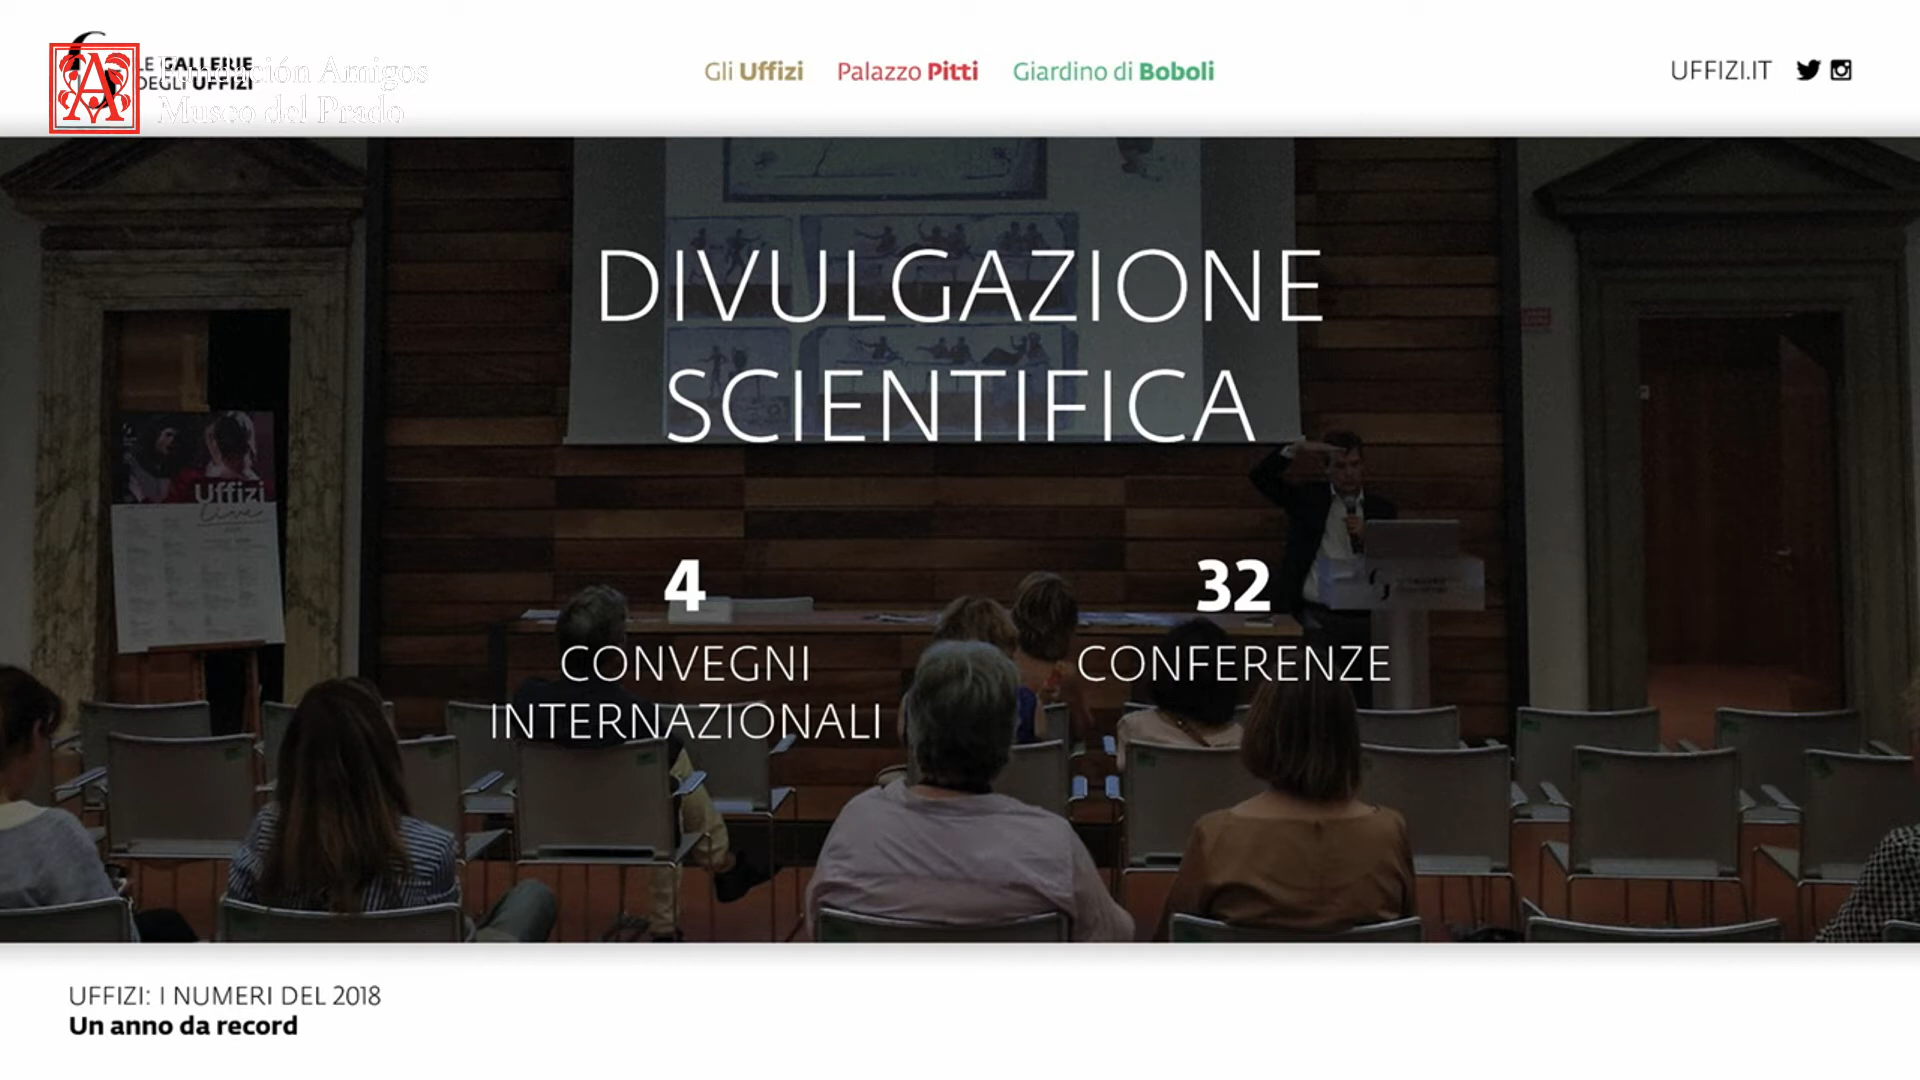 LE GALLERIE
DEGLI UFFIZI
Fundación Amigos
Museo del Prado
Gli Uffizi Palazzo Pitti Giardino di Boboli
UFFIZI.IT
DIVULGAZIONE
SCIENTIFICA
Uffizi
live
4
CONVEGNI
INTERNAZIONALI
32
CONFERENZE
UFFIZI: I NUMERI DEL 2018
Un anno da record